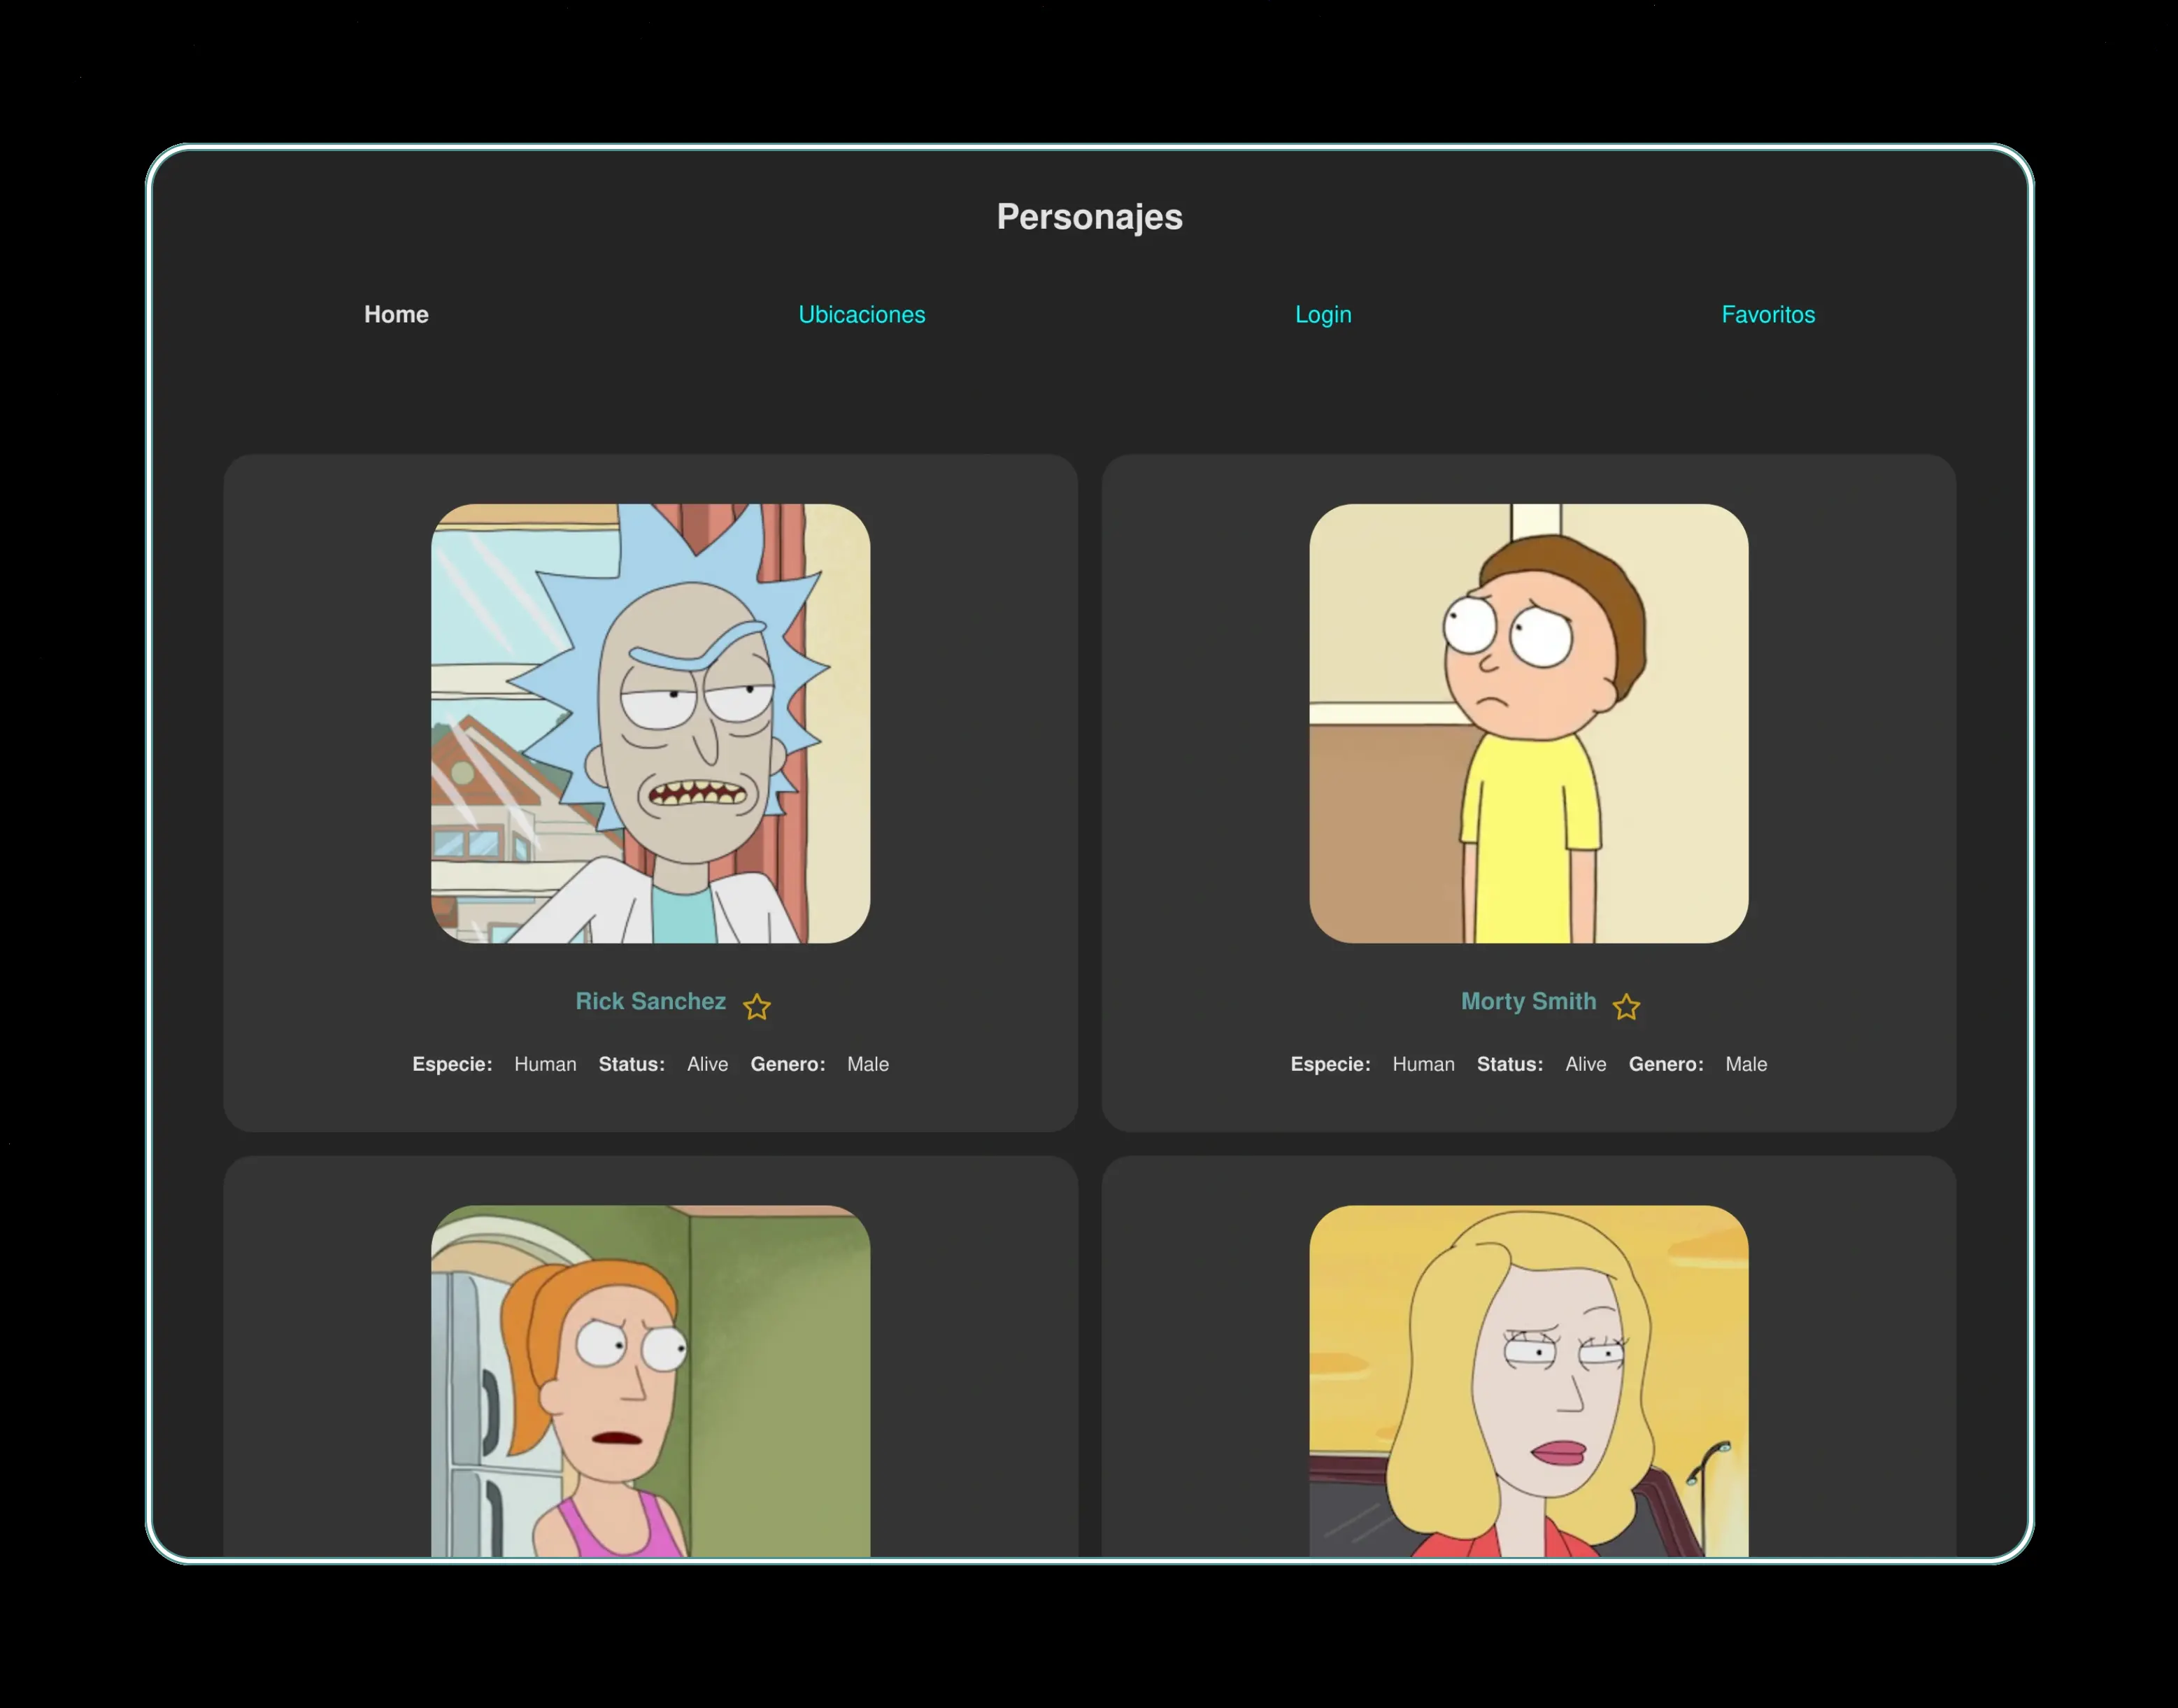 Personajes
Home Ubicaciones Login Favoritos
Rick Sanchez
Especie: Human Status: Alive Genero: Male
Morty Smith
Especie: Human Status: Alive Genero: Male